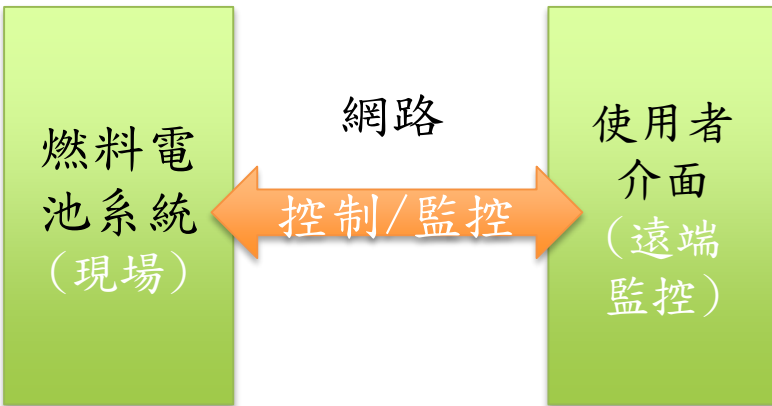 燃料電
池系統
（現場）
網路
控制/監控
使用者
介面
（遠端
監控）